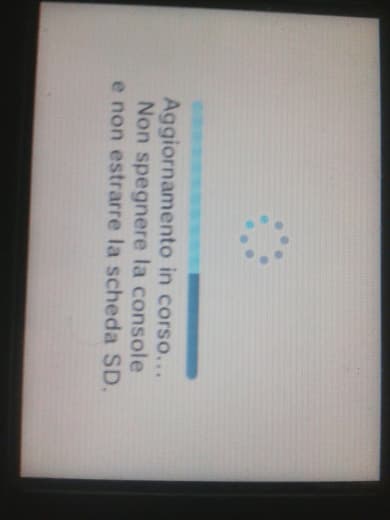 Aggiornamento in corso...
Non spegnere la console
e non estrarre la scheda SD.